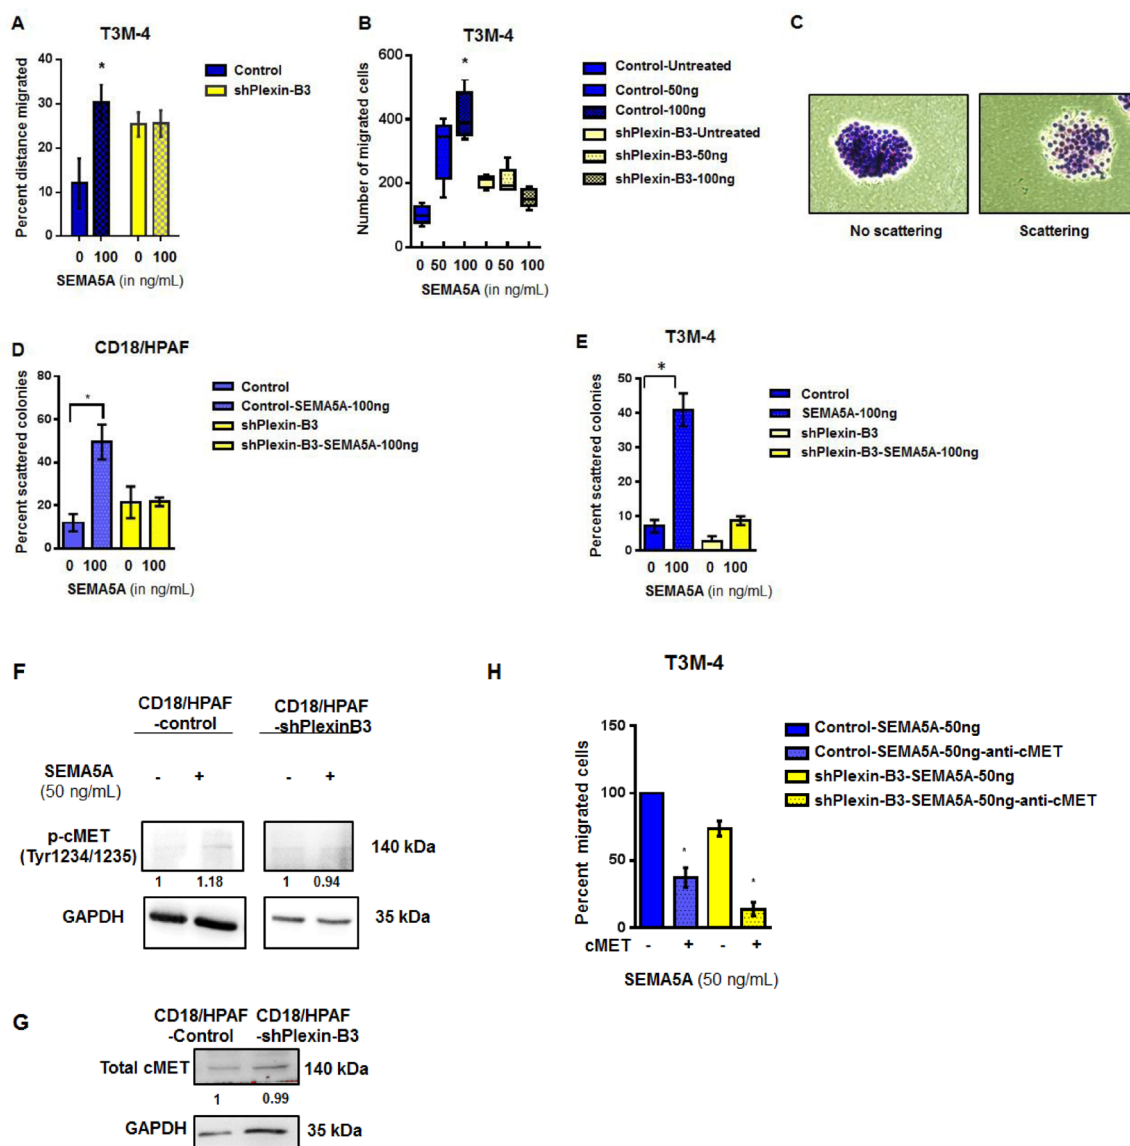 A
T3M-4
Percent distance migrated
40
30
20
10
0
0 100 0 100
SEMA5A (in ng/mL)
Control
shPlexin-B3
B
T3M-4
Number of migrated cells
600
400
200
0
*
*
0 50 100 0 50 100
SEMA5A (in ng/mL)
Control-Untreated
Control-50ng
Control-100ng
shPlexin-B3-Untreated
shPlexin-B3-50ng
shPlexin-B3-100ng
C
No scattering
Scattering
D
CD18/HPAF
Percent scattered colonies
80
60
40
20
0
*
0 100 0 100
SEMA5A (in ng/mL)
Control
Control-SEMA5A-100ng
shPlexin-B3
shPlexin-B3-SEMA5A-100ng
E
T3M-4
Percent scattered colonies
50
40
30
20
10
0
*
0 100 0 100
SEMA5A (in ng/mL)
Control
SEMA5A-100ng
shPlexin-B3
shPlexin-B3-SEMA5A-100ng
F
CD18/HPAF
-control
CD18/HPAF
-shPlexinB3
SEMA5A - + - +
(50 ng/mL)
p-cMET
(Tyr1234/1235)
140 kDa
1 1.18 1 0.94
GAPDH 35 kDa
G
CD18/HPAF CD18/HPAF
-Control -shPlexin-B3
Total cMET 140 kDa
1 0.99
GAPDH 35 kDa
H
T3M-4
Percent migrated cells
150
100
50
0
*
*
cMET - + - +
SEMA5A (50 ng/mL)
Control-SEMA5A-50ng
Control-SEMA5A-50ng-anti-cMET
shPlexin-B3-SEMA5A-50ng
shPlexin-B3-SEMA5A-50ng-anti-cMET